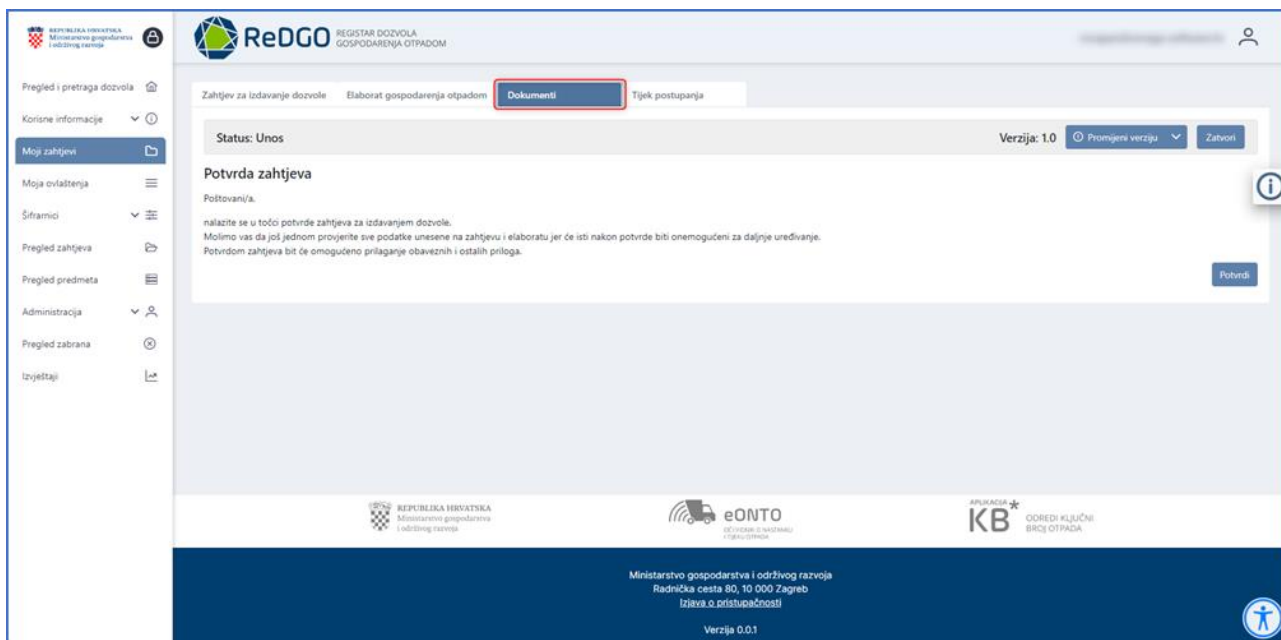 REPUBLIKA HRVATSKA
Ministarstvo gospodarstva
i održivog razvoja
ReDGO
REGISTAR DOZVOLA
GOSPODARENJA OTPADOM
Pregled i pretraga dozvola
Korisne informacije
Moji zahtjevi
Moja ovlaštenja
Šifrarnici
Pregled zahtjeva
Pregled predmeta
Administracija
Pregled zabrana
Izvještaji
Zahtjev za izdavanje dozvole
Elaborat gospodarenja otpadom
Dokumenti
Tijek postupanja
Status: Unos
Verzija: 1.0
Promijeni verziju
Zatvori
Potvrda zahtjeva
Poštovani/a.
nalazite se u točci potvrde zahtjeva za izdavanjem dozvole.
Molimo vas da još jednom provjerite sve podatke unesene na zahtjevu i elaboratu jer će isti nakon potvrde biti onemogućeni za daljnje uređivanje.
Potvrdom zahtjeva bit će omogućeno prilaganje obaveznih i ostalih priloga.
Potvrdi
REPUBLIKA HRVATSKA
Ministarstvo gospodarstva
i održivog razvoja
eONTO
OČEVIDNIK O NASTANKU
I TIJEKU OTPADA
APLIKACIJA
KB*
ODREDI KLJUČNI
BROJ OTPADA
Ministarstvo gospodarstva i održivog razvoja
Radnička cesta 80, 10 000 Zagreb
Izjava o pristupačnosti
Verzija 0.0.1